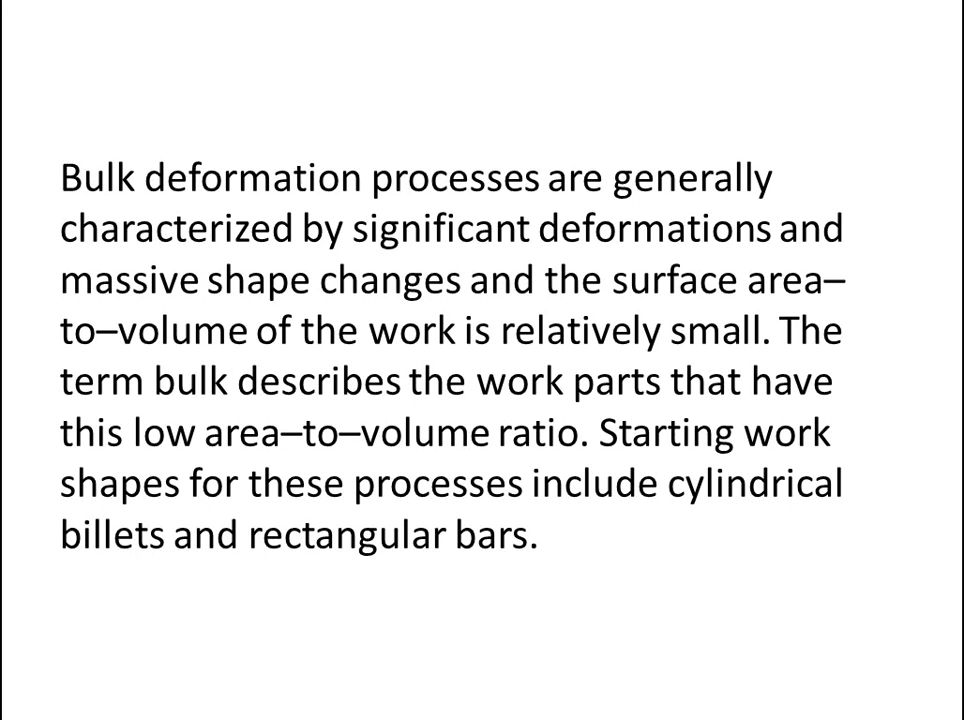 Bulk deformation processes are generally
characterized by significant deformations and
massive shape changes and the surface area–
to–volume of the work is relatively small. The
term bulk describes the work parts that have
this low area–to–volume ratio. Starting work
shapes for these processes include cylindrical
billets and rectangular bars.